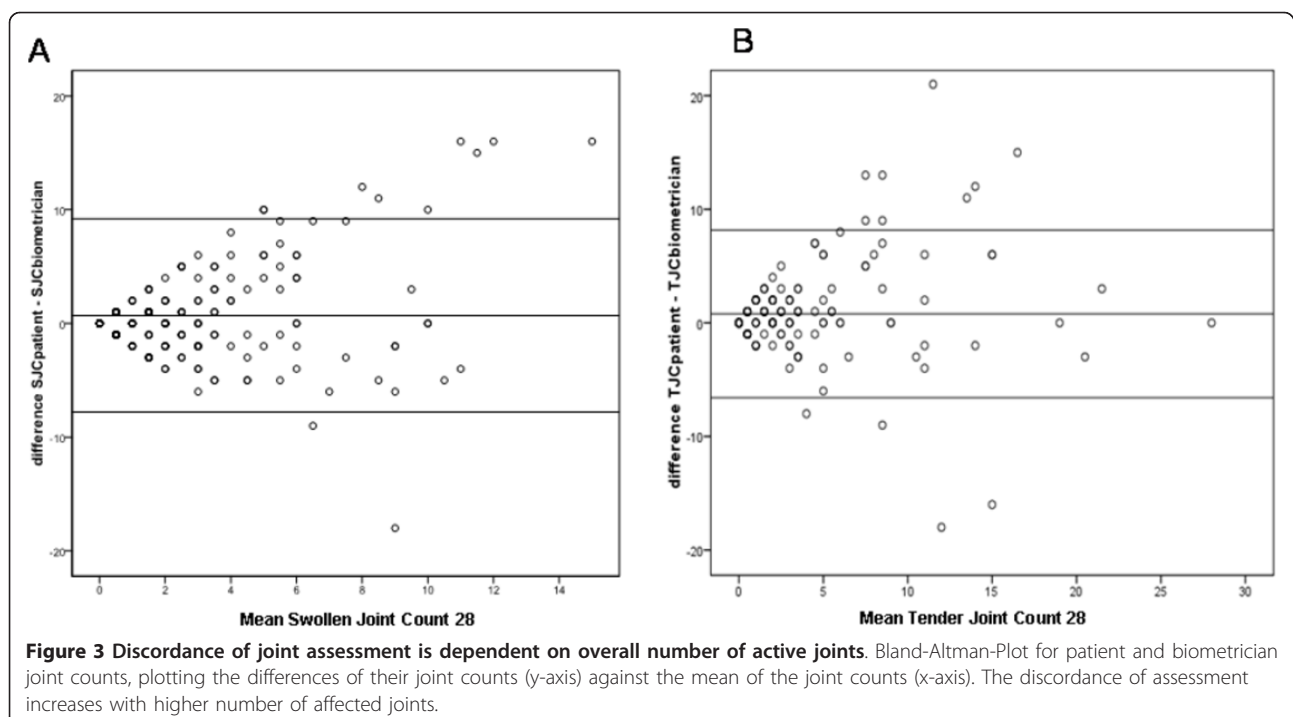 A
B
20
10
0
-10
-20
difference SJCpatient - SJCbiometrician
0 2 4 6 8 10 12 14
Mean Swollen Joint Count 28
20
10
0
-10
-20
difference TJCpatient - TJCbiometrician
0 5 10 15 20 25 30
Mean Tender Joint Count 28
Figure 3 Discordance of joint assessment is dependent on overall number of active joints. Bland-Altman-Plot for patient and biometrician
joint counts, plotting the differences of their joint counts (y-axis) against the mean of the joint counts (x-axis). The discordance of assessment
increases with higher number of affected joints.